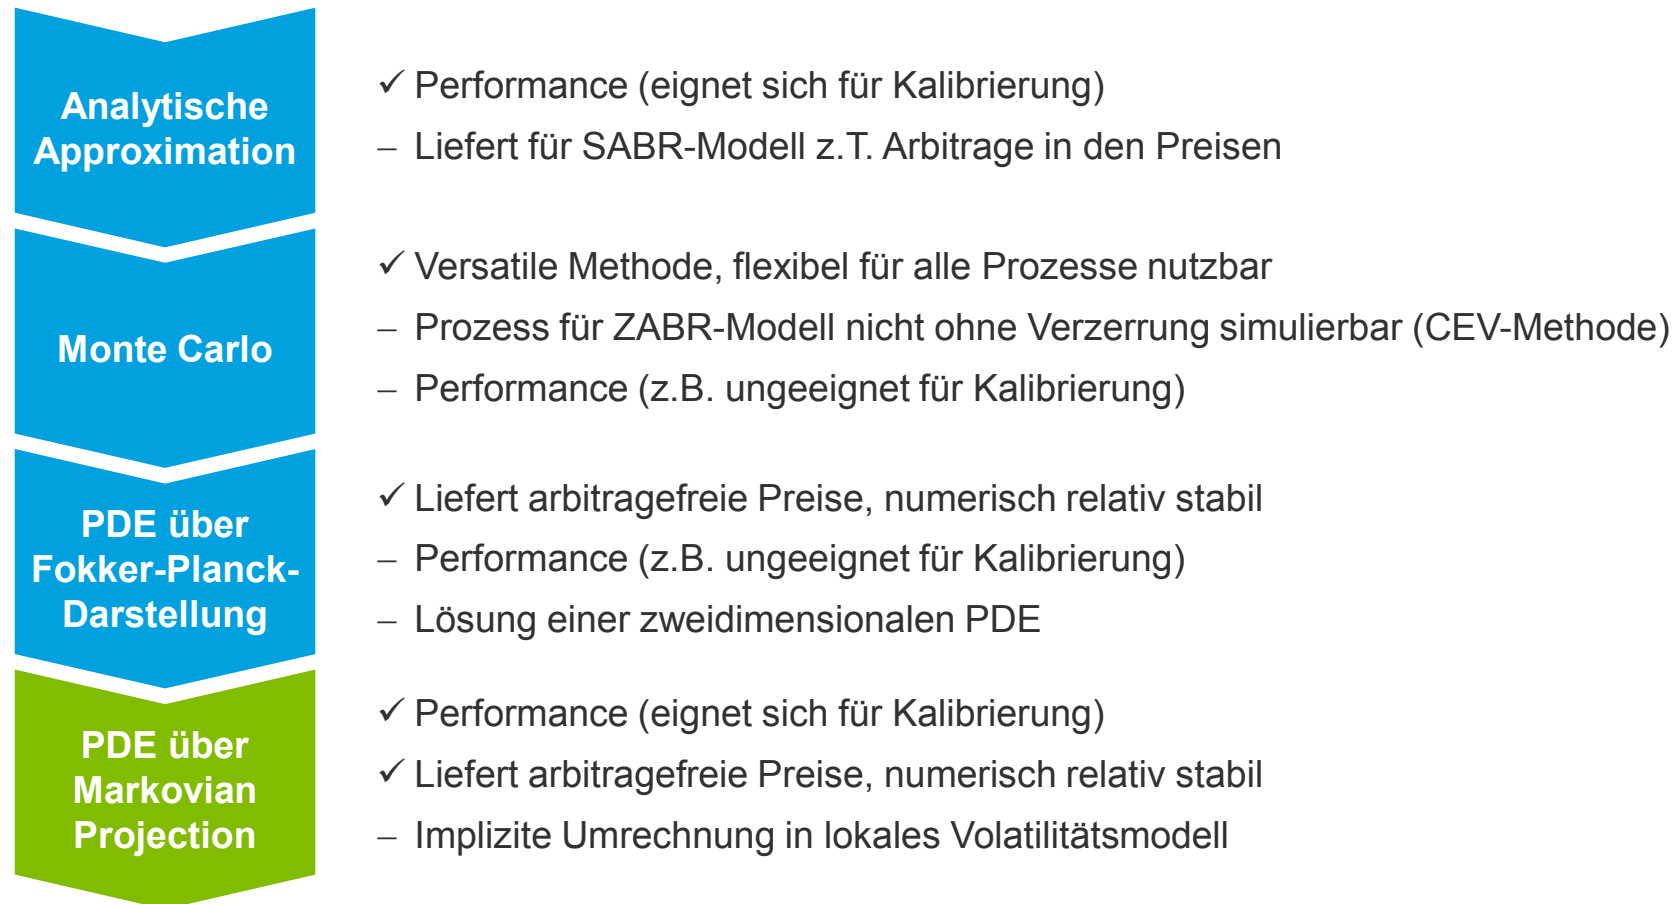 Analytische
Approximation
✓ Performance (eignet sich für Kalibrierung)
– Liefert für SABR-Modell z.T. Arbitrage in den Preisen
Monte Carlo
✓ Versatile Methode, flexibel für alle Prozesse nutzbar
– Prozess für ZABR-Modell nicht ohne Verzerrung simulierbar (CEV-Methode)
– Performance (z.B. ungeeignet für Kalibrierung)
PDE über
Fokker-Planck-
Darstellung
✓ Liefert arbitragefreie Preise, numerisch relativ stabil
– Performance (z.B. ungeeignet für Kalibrierung)
– Lösung einer zweidimensionalen PDE
PDE über
Markovian
Projection
✓ Performance (eignet sich für Kalibrierung)
✓ Liefert arbitragefreie Preise, numerisch relativ stabil
– Implizite Umrechnung in lokales Volatilitätsmodell